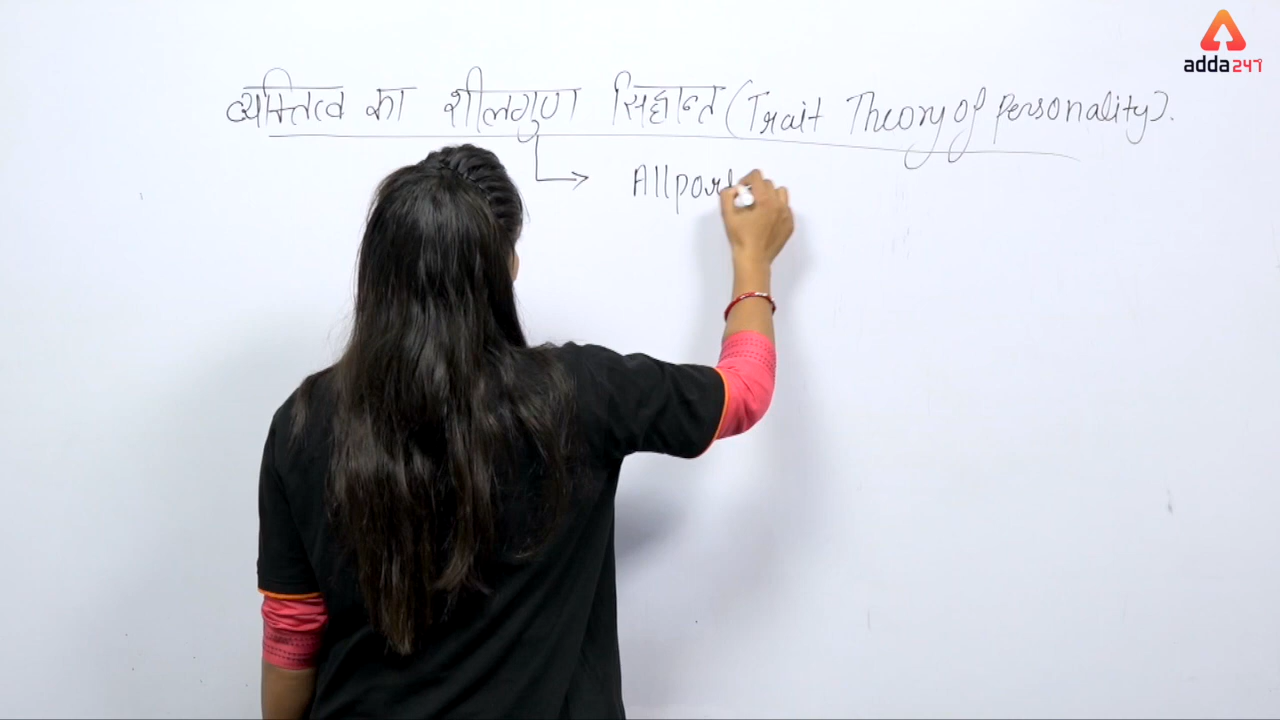 adda247
व्यक्तित्व का शीलगुण सिद्धान्त (Trait Theory of Personality).
Allport